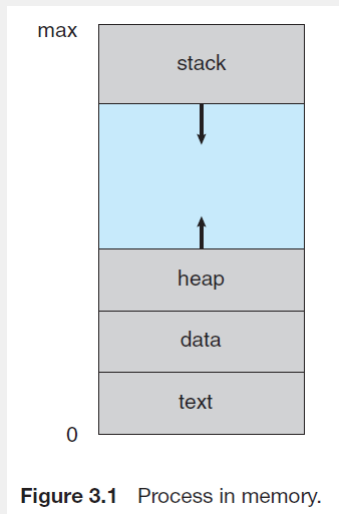 max
stack
heap
data
text
0
Figure 3.1 Process in memory.